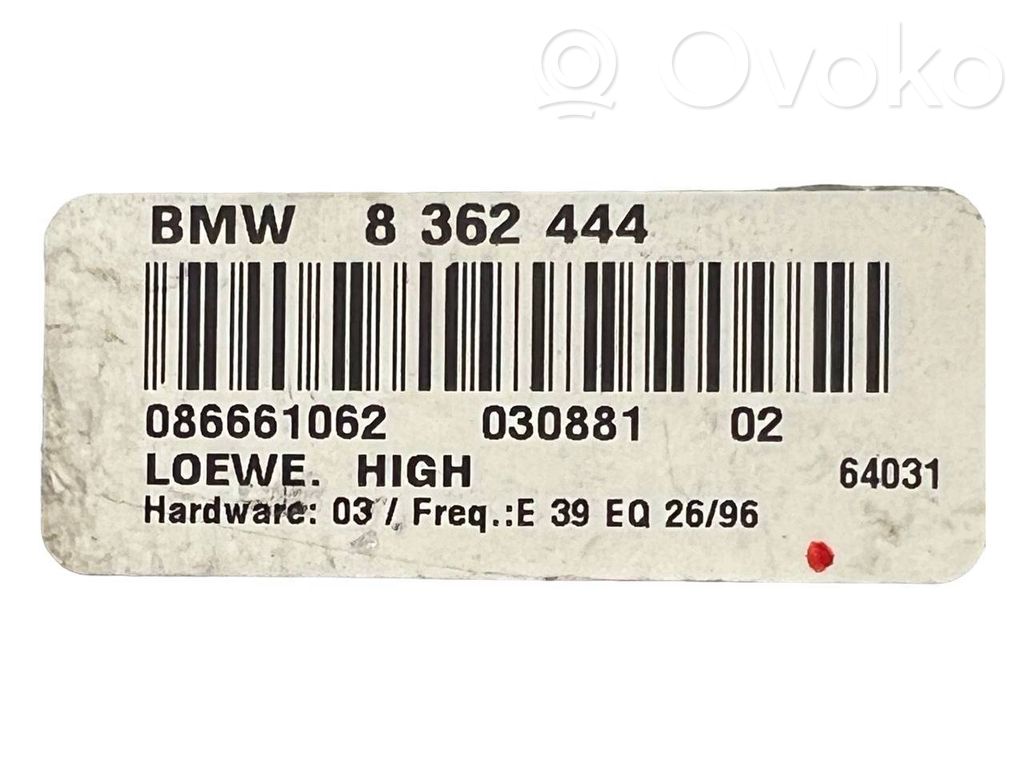 Ovoko
BMW 8 362 444
086661062 030881 02
LOEWE. HIGH 64031
Hardware: 03 / Freq.:E 39 EQ 26/96